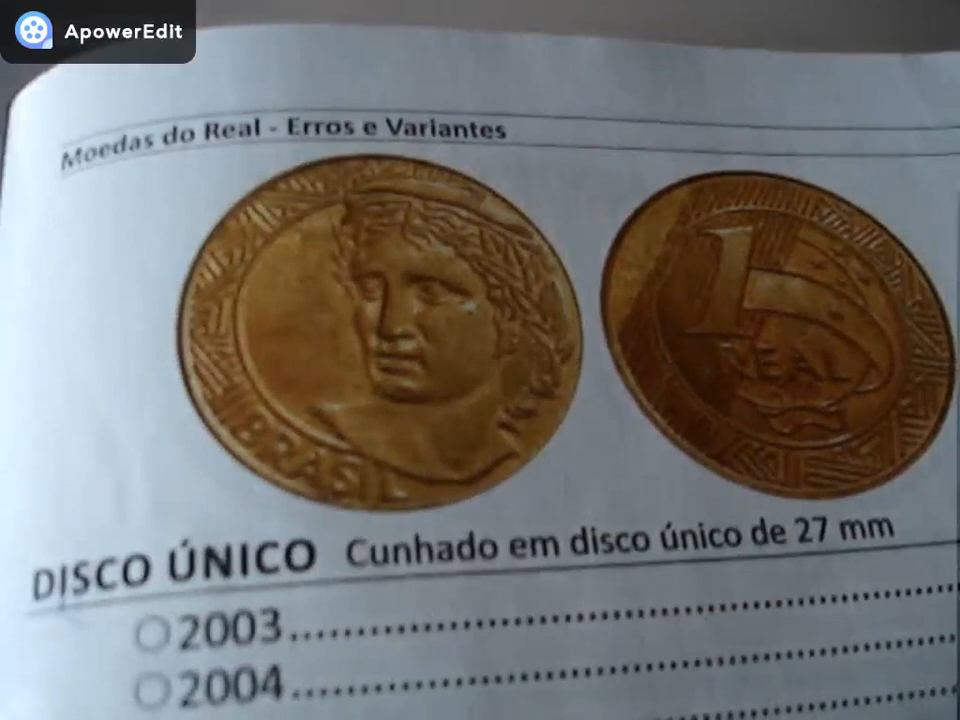 ApowerEdit
Moedas do Real - Erros e Variantes
BRASIL
1
REAL
DISCO ÚNICO Cunhado em disco único de 27 mm
2003
2004